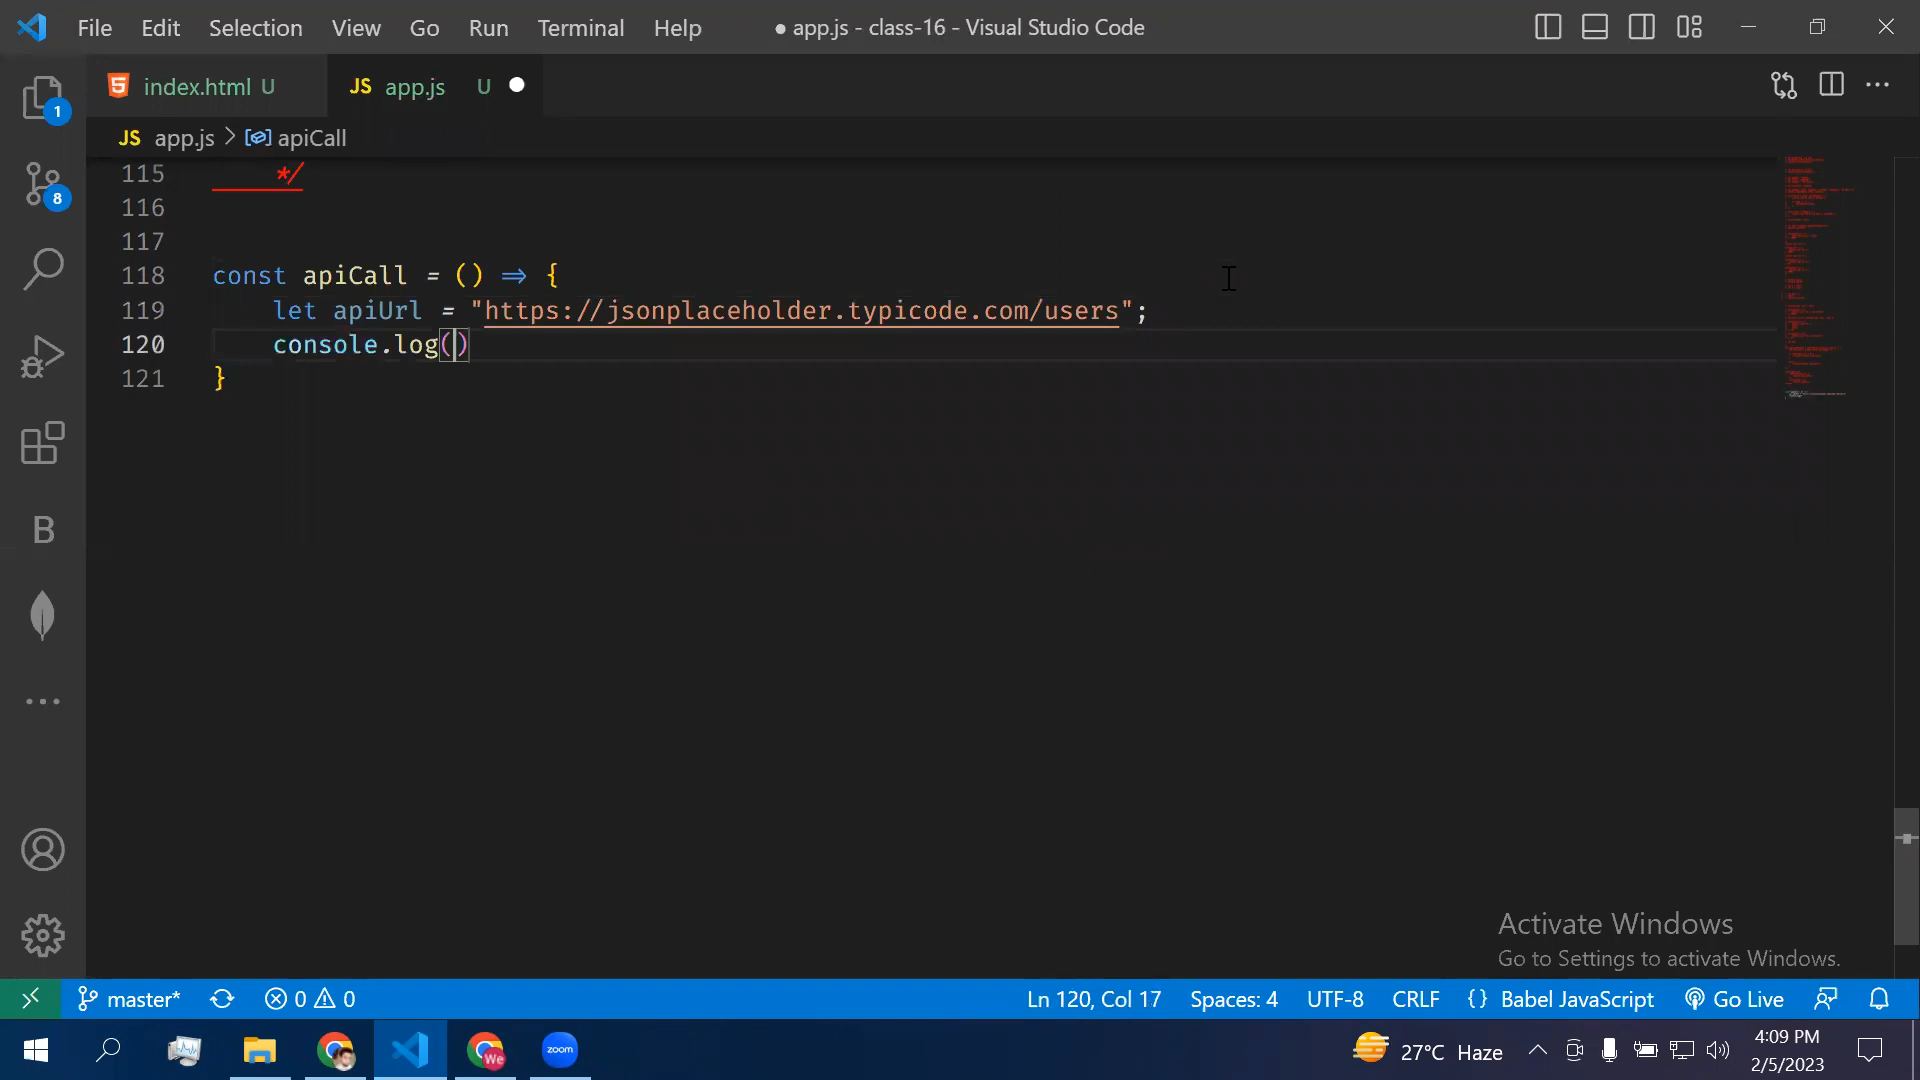 File Edit Selection View Go Run Terminal Help ● app.js - class-16 - Visual Studio Code
index.html U JS app.js U
JS app.js > apiCall
1
8
B
115 */
116
117
118 const apiCall = () => {
119 let apiUrl = "https://jsonplaceholder.typicode.com/users";
120 console.log()
121 }
Activate Windows
Go to Settings to activate Windows.
master* 0 0 Ln 120, Col 17 Spaces: 4 UTF-8 CRLF {} Babel JavaScript Go Live
We zoom 27°C Haze 4:09 PM
2/5/2023